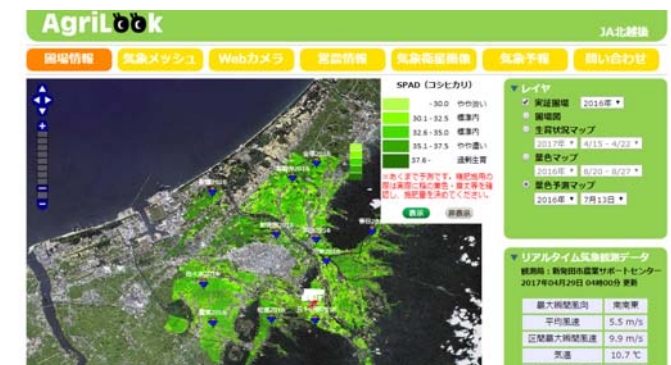 AgriLook
JA北越後
圃場情報
気象メッシュ
Webカメラ
営農情報
気象衛星画像
気象予報
問い合わせ
SPAD（コシヒカリ）
- 30.0 やや淡い
30.1 - 32.5 標準内
32.6 - 35.0 標準内
35.1 - 37.5 やや濃い
37.6 - 過剰生育
※あくまで予測です。穂肥施用の
際は実際に稲の葉色・草丈等を確
認し、施肥量を決めてください。
表示
非表示
▼ レイヤ
実証圃場 2016年
圃場図
生育状況マップ
2017年 4/15 - 4/22
葉色マップ
2016年 8/20 - 8/27
葉色予測マップ
2016年 7月13日
▼ リアルタイム気象観測データ
観測局：新発田市農業サポートセンター
2017年04月29日 04時00分 更新
最大瞬間風向 南南東
平均風速 5.5 m/s
区間最大瞬間風速 9.9 m/s
気温 10.7 ℃